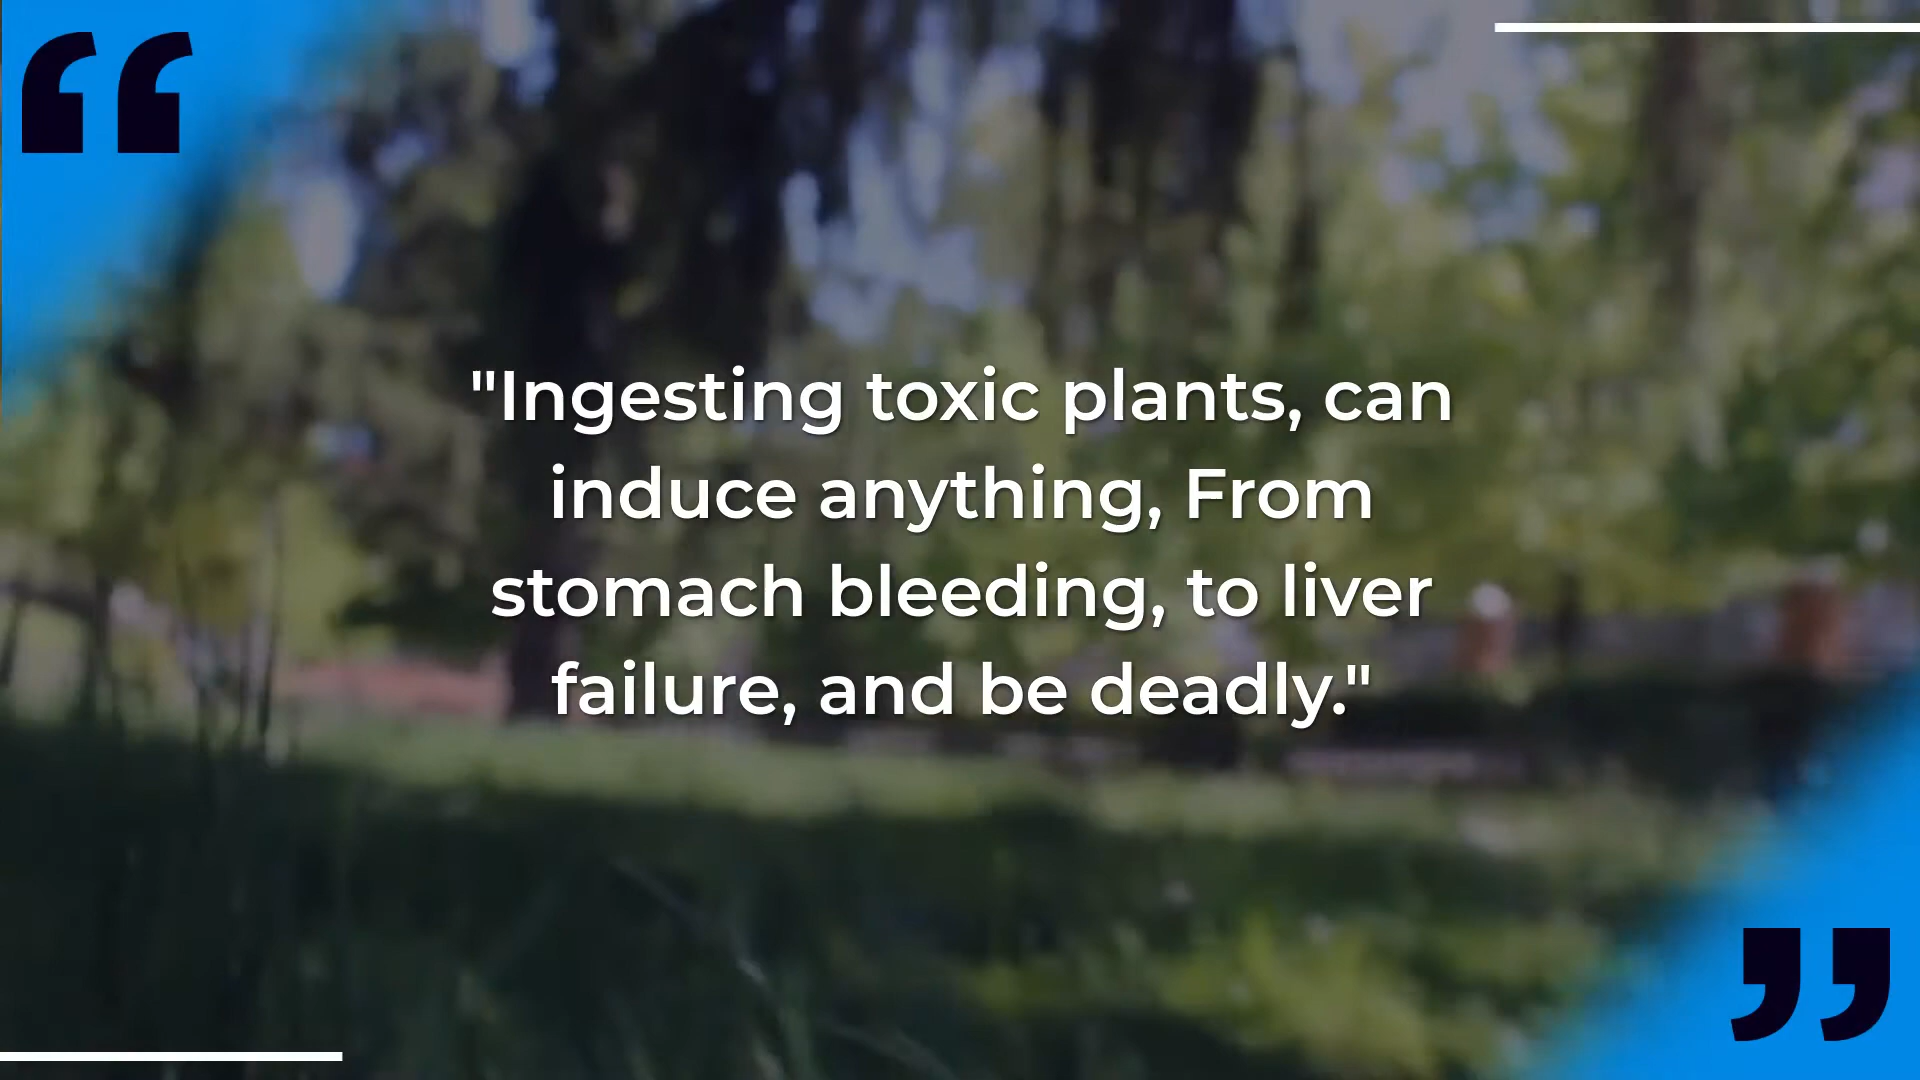 "Ingesting toxic plants, can
induce anything, From
stomach bleeding, to liver
failure, and be deadly."